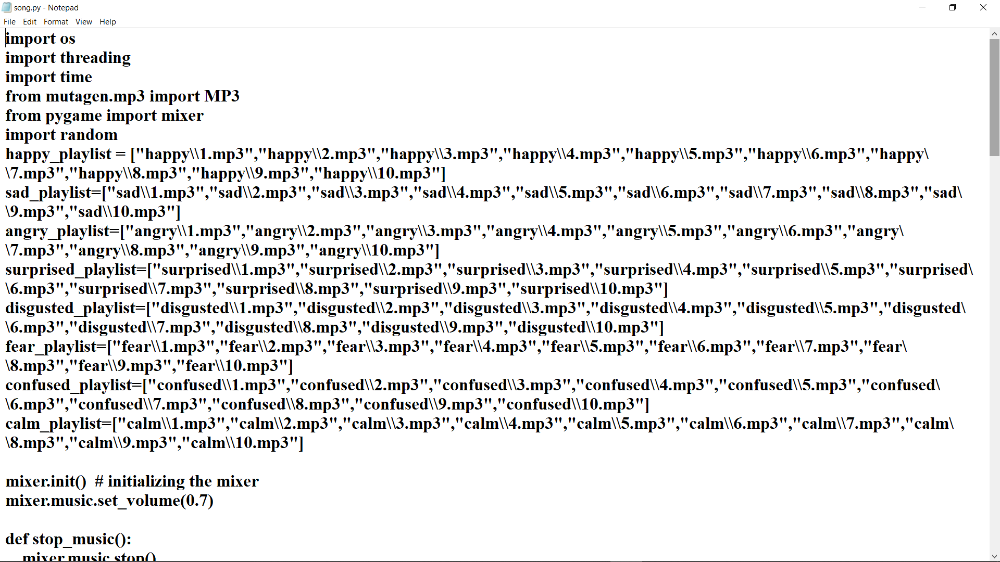 song.py - Notepad
File Edit Format View Help
import os
import threading
import time
from mutagen.mp3 import MP3
from pygame import mixer
import random
happy_playlist = ["happy\\1.mp3","happy\\2.mp3","happy\\3.mp3","happy\\4.mp3","happy\\5.mp3","happy\\6.mp3","happy\
\7.mp3","happy\\8.mp3","happy\\9.mp3","happy\\10.mp3"]
sad_playlist=["sad\\1.mp3","sad\\2.mp3","sad\\3.mp3","sad\\4.mp3","sad\\5.mp3","sad\\6.mp3","sad\\7.mp3","sad\\8.mp3","sad\
\9.mp3","sad\\10.mp3"]
angry_playlist=["angry\\1.mp3","angry\\2.mp3","angry\\3.mp3","angry\\4.mp3","angry\\5.mp3","angry\\6.mp3","angry\
\7.mp3","angry\\8.mp3","angry\\9.mp3","angry\\10.mp3"]
surprised_playlist=["surprised\\1.mp3","surprised\\2.mp3","surprised\\3.mp3","surprised\\4.mp3","surprised\\5.mp3","surprised\
\6.mp3","surprised\\7.mp3","surprised\\8.mp3","surprised\\9.mp3","surprised\\10.mp3"]
disgusted_playlist=["disgusted\\1.mp3","disgusted\\2.mp3","disgusted\\3.mp3","disgusted\\4.mp3","disgusted\\5.mp3","disgusted\
\6.mp3","disgusted\\7.mp3","disgusted\\8.mp3","disgusted\\9.mp3","disgusted\\10.mp3"]
fear_playlist=["fear\\1.mp3","fear\\2.mp3","fear\\3.mp3","fear\\4.mp3","fear\\5.mp3","fear\\6.mp3","fear\\7.mp3","fear\
\8.mp3","fear\\9.mp3","fear\\10.mp3"]
confused_playlist=["confused\\1.mp3","confused\\2.mp3","confused\\3.mp3","confused\\4.mp3","confused\\5.mp3","confused\
\6.mp3","confused\\7.mp3","confused\\8.mp3","confused\\9.mp3","confused\\10.mp3"]
calm_playlist=["calm\\1.mp3","calm\\2.mp3","calm\\3.mp3","calm\\4.mp3","calm\\5.mp3","calm\\6.mp3","calm\\7.mp3","calm\
\8.mp3","calm\\9.mp3","calm\\10.mp3"]
mixer.init()  # initializing the mixer
mixer.music.set_volume(0.7)
def stop_music():
    mixer.music.stop()